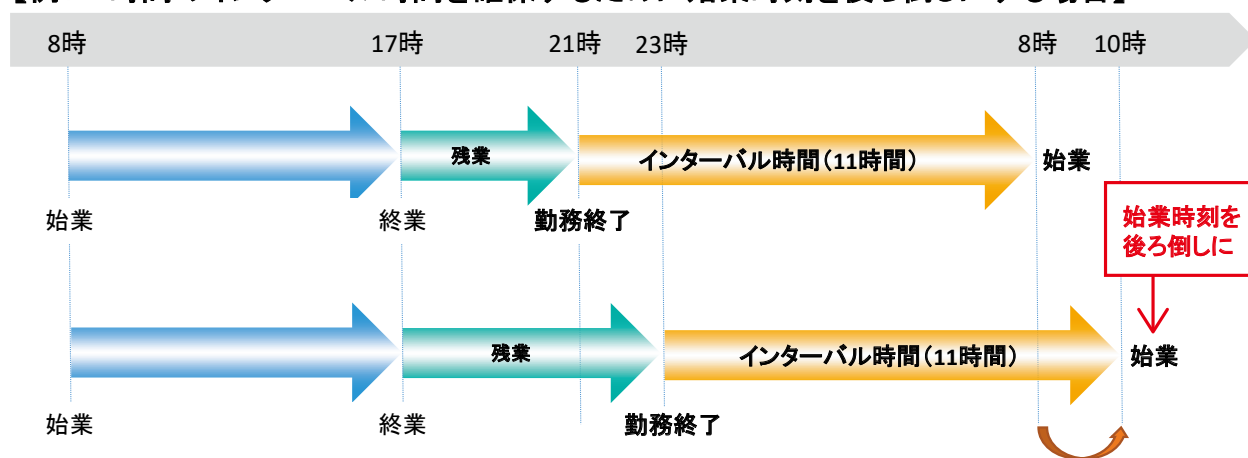 8時 17時 21時 23時 8時 10時
残業 インターバル時間(11時間) 始業
始業 終業 勤務終了
始業時刻を
後ろ倒しに
残業 インターバル時間(11時間) 始業
始業 終業 勤務終了